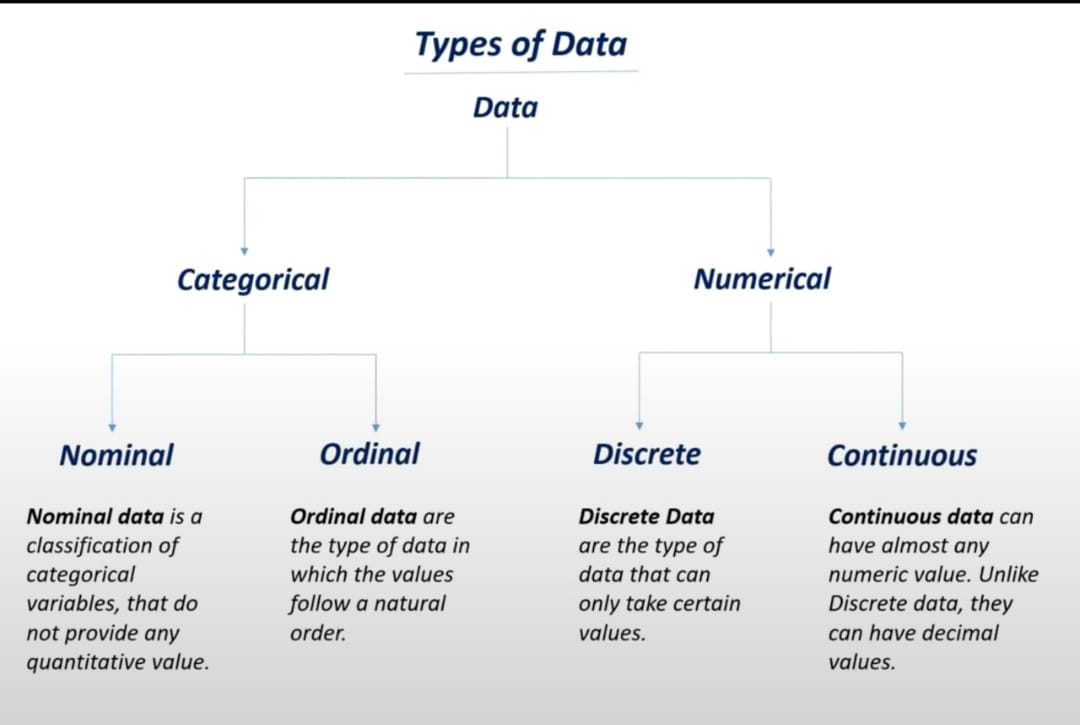 Types of Data
Data
Categorical
Numerical
Nominal
Ordinal
Discrete
Continuous
Nominal data is a
classification of
categorical
variables, that do
not provide any
quantitative value.
Ordinal data are
the type of data in
which the values
follow a natural
order.
Discrete Data
are the type of
data that can
only take certain
values.
Continuous data can
have almost any
numeric value. Unlike
Discrete data, they
can have decimal
values.